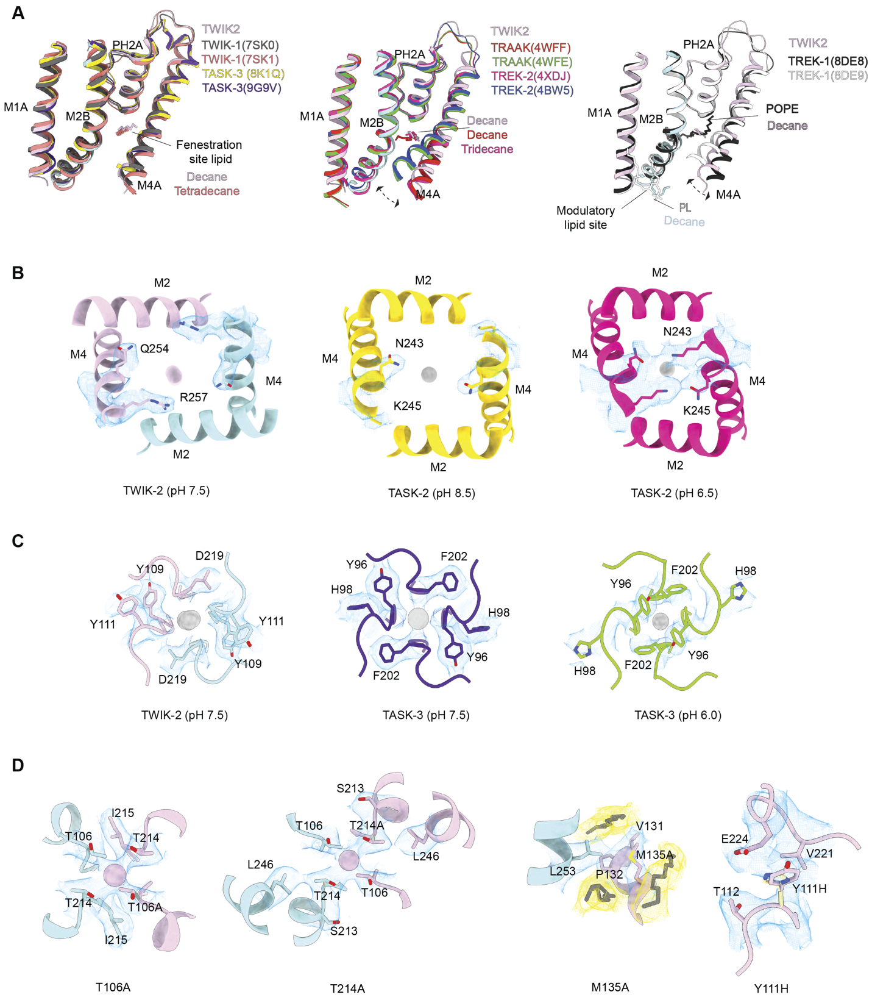 A
TWIK2
TWIK-1(7SK0)
TWIK-1(7SK1)
TASK-3 (8K1Q)
TASK-3(9G9V)
PH2A
M1A
M2B
Fenestration
site lipid
Decane
Tetradecane
M4A
TWIK2
TRAAK(4WFF)
TRAAK(4WFE)
TREK-2(4XDJ)
TREK-2(4BW5)
PH2A
M1A
M2B
Decane
Decane
Tridecane
M4A
TWIK2
TREK-1(8DE8)
TREK-1(8DE9)
PH2A
M1A
M2B
POPE
Decane
M4A
Modulatory
lipid site
PL
Decane
B
M2
M4
Q254
R257
M4
M2
TWIK-2 (pH 7.5)
M2
N243
M4
M4
K245
M2
TASK-2 (pH 8.5)
M2
N243
M4
M4
K245
M2
TASK-2 (pH 6.5)
C
D219
Y109
Y111
Y111
Y109
D219
TWIK-2 (pH 7.5)
F202
Y96
H98
H98
Y96
F202
TASK-3 (pH 7.5)
F202
H98
Y96
Y96
F202
H98
TASK-3 (pH 6.0)
D
I215
T106
T214
T214
T106A
I215
T106A
S213
T106
T214A
L246
L246
T214
T106
S213
T214A
V131
M135A
L253
P132
M135A
E224
V221
T112
Y111H
Y111H